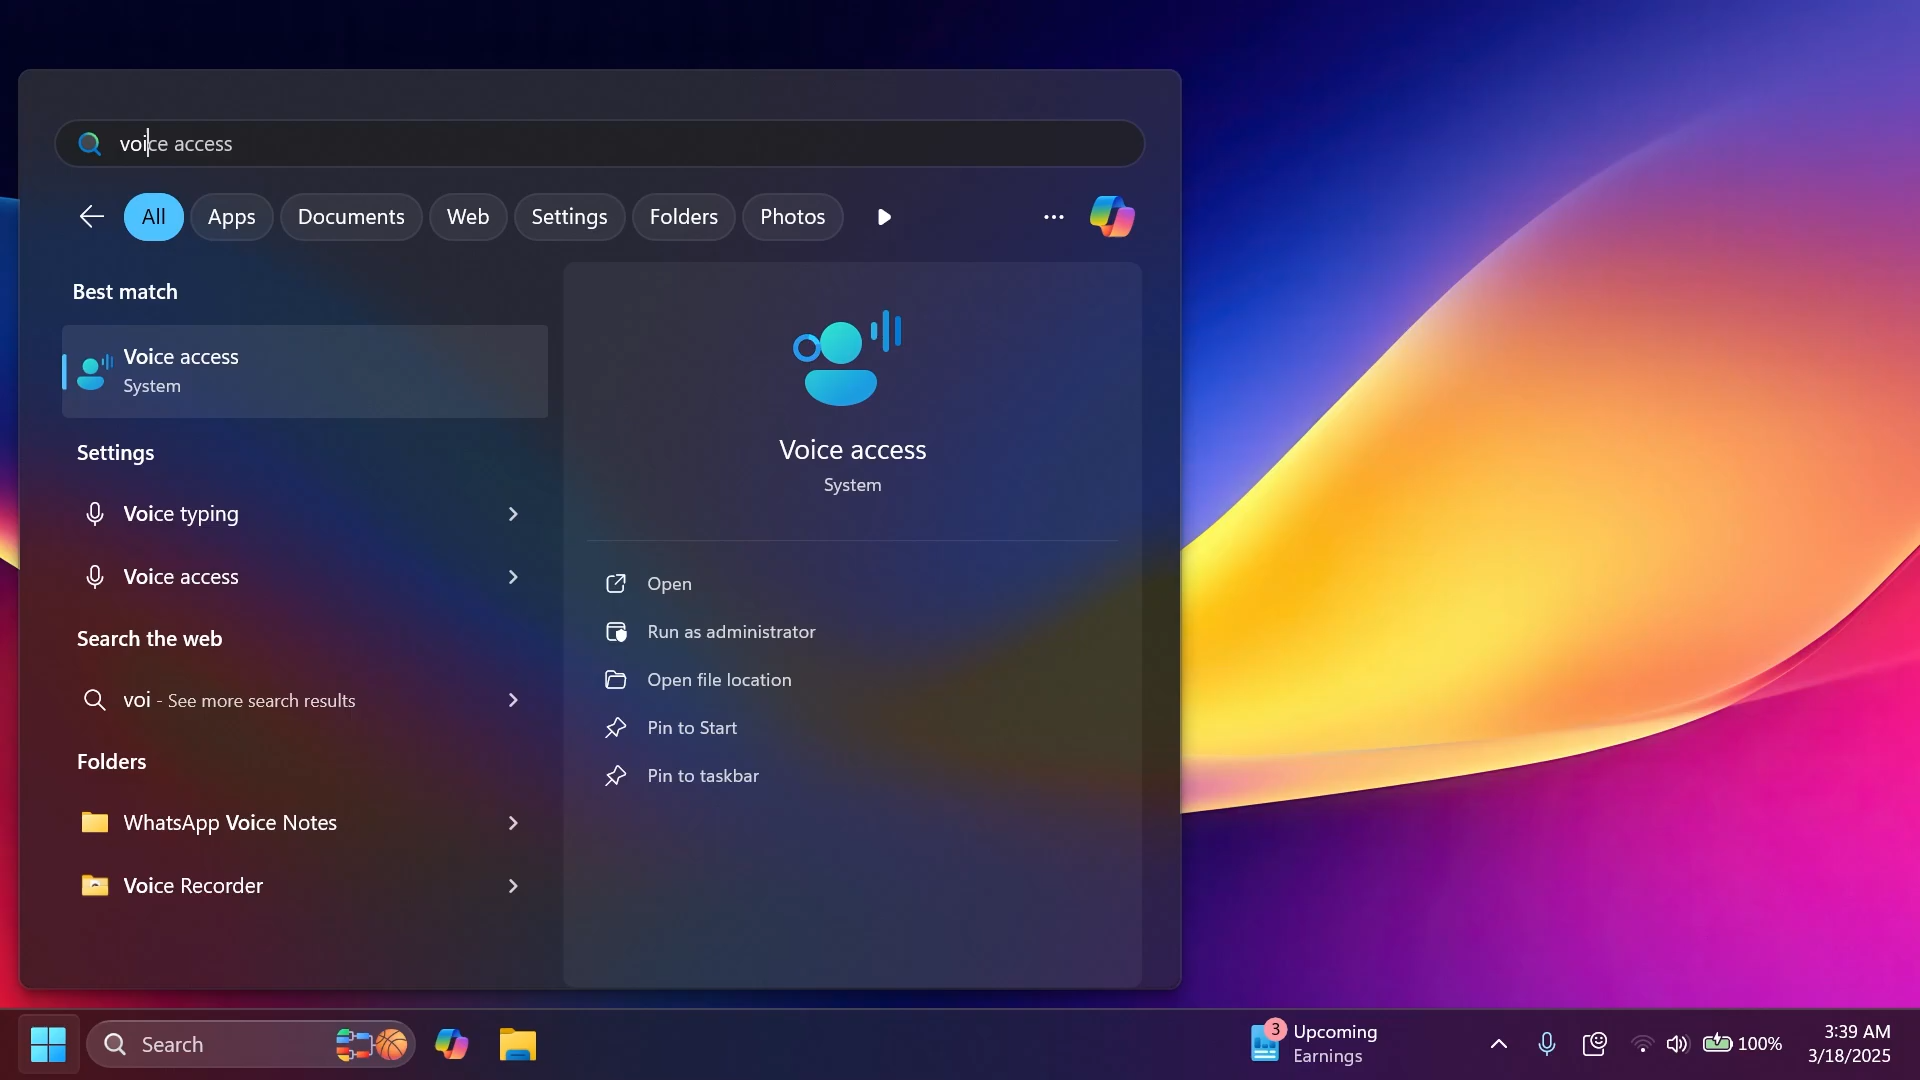 voice access
All Apps Documents Web Settings Folders Photos
Best match
Voice access
System
Settings
Voice typing
Voice access
Search the web
voi - See more search results
Folders
WhatsApp Voice Notes
Voice Recorder
Voice access
System
Open
Run as administrator
Open file location
Pin to Start
Pin to taskbar
Search
3
Upcoming
Earnings
100%
3:39 AM
3/18/2025